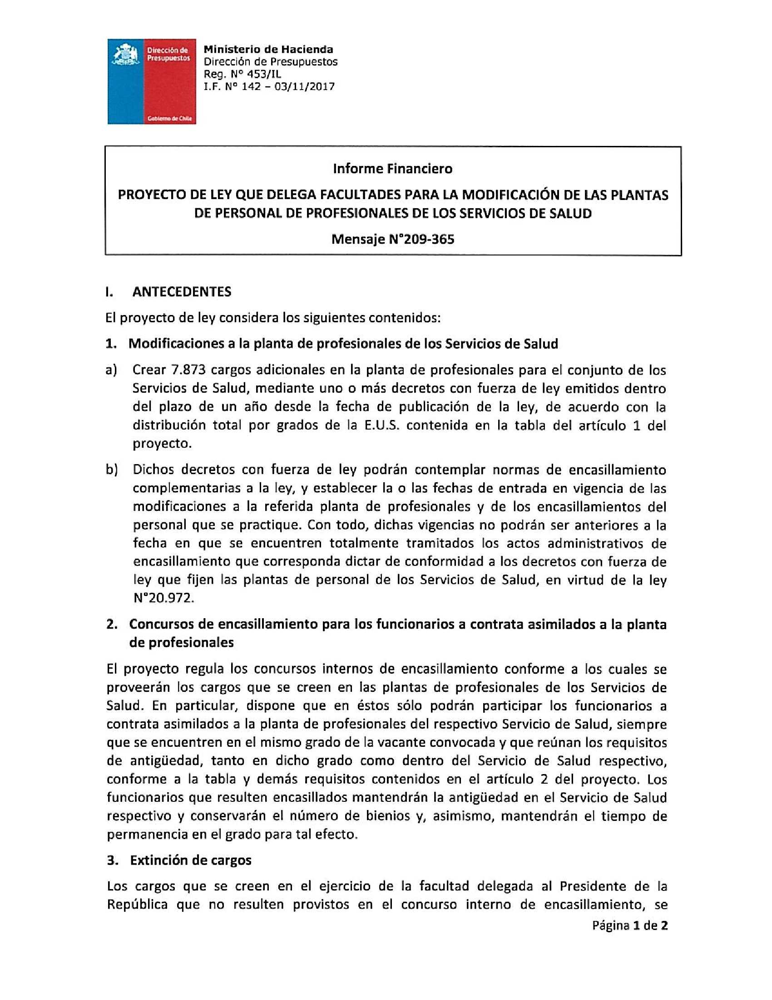 Dirección de
Presupuestos
Gobierno de Chile
Ministerio de Hacienda
Dirección de Presupuestos
Reg. N° 453/IL
I.F. N° 142 – 03/11/2017
Informe Financiero
PROYECTO DE LEY QUE DELEGA FACULTADES PARA LA MODIFICACIÓN DE LAS PLANTAS
DE PERSONAL DE PROFESIONALES DE LOS SERVICIOS DE SALUD
Mensaje N°209-365
I. ANTECEDENTES
El proyecto de ley considera los siguientes contenidos:
1. Modificaciones a la planta de profesionales de los Servicios de Salud
a) Crear 7.873 cargos adicionales en la planta de profesionales para el conjunto de los
Servicios de Salud, mediante uno o más decretos con fuerza de ley emitidos dentro
del plazo de un año desde la fecha de publicación de la ley, de acuerdo con la
distribución total por grados de la E.U.S. contenida en la tabla del artículo 1 del
proyecto.
b) Dichos decretos con fuerza de ley podrán contemplar normas de encasillamiento
complementarias a la ley, y establecer la o las fechas de entrada en vigencia de las
modificaciones a la referida planta de profesionales y de los encasillamientos del
personal que se practique. Con todo, dichas vigencias no podrán ser anteriores a la
fecha en que se encuentren totalmente tramitados los actos administrativos de
encasillamiento que corresponda dictar de conformidad a los decretos con fuerza de
ley que fijen las plantas de personal de los Servicios de Salud, en virtud de la ley
N°20.972.
2. Concursos de encasillamiento para los funcionarios a contrata asimilados a la planta
de profesionales
El proyecto regula los concursos internos de encasillamiento conforme a los cuales se
proveerán los cargos que se creen en las plantas de profesionales de los Servicios de
Salud. En particular, dispone que en éstos sólo podrán participar los funcionarios a
contrata asimilados a la planta de profesionales del respectivo Servicio de Salud, siempre
que se encuentren en el mismo grado de la vacante convocada y que reúnan los requisitos
de antigüedad, tanto en dicho grado como dentro del Servicio de Salud respectivo,
conforme a la tabla y demás requisitos contenidos en el artículo 2 del proyecto. Los
funcionarios que resulten encasillados mantendrán la antigüedad en el Servicio de Salud
respectivo y conservarán el número de bienios y, asimismo, mantendrán el tiempo de
permanencia en el grado para tal efecto.
3. Extinción de cargos
Los cargos que se creen en el ejercicio de la facultad delegada al Presidente de la
República que no resulten provistos en el concurso interno de encasillamiento, se
Página 1 de 2